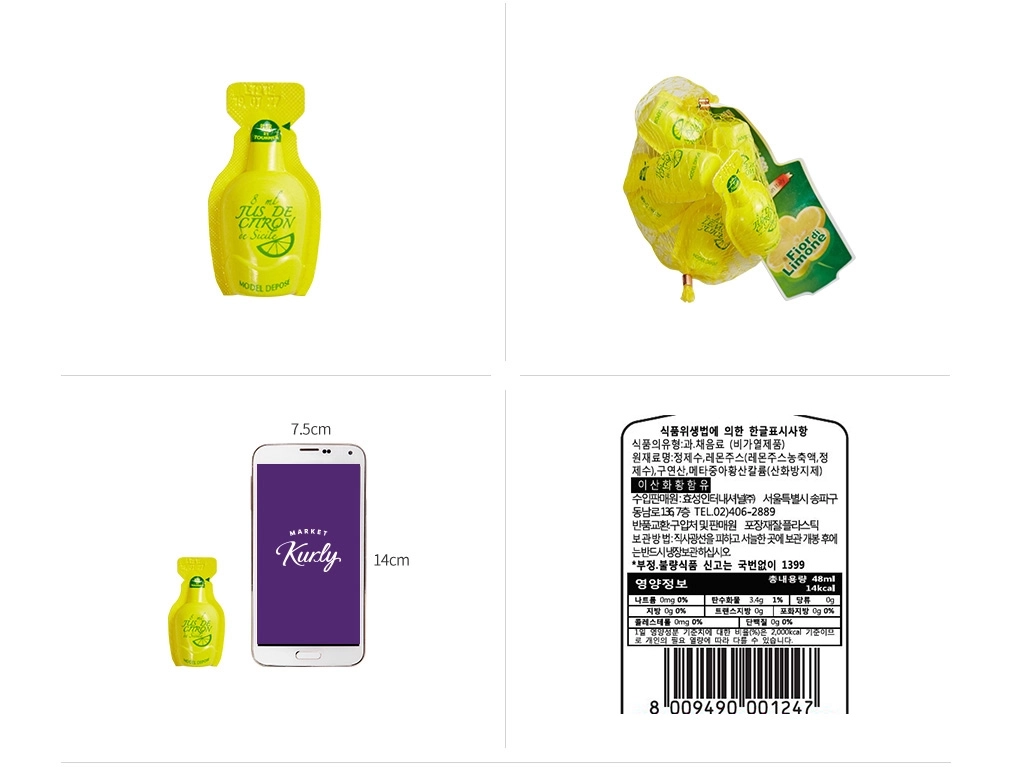 8 ml
JUS DE
CITRON
de Sicile
MODEL DEPOSÉ
Fior di
Limone
7.5cm
MARKET
Kurly
14cm
JUS DE
CITRON
de Sicile
MODEL DEPOSÉ
식품위생법에 의한 한글표시사항
식품의유형:과.채음료 (비가열제품)
원재료명:정제수,레몬주스(레몬주스농축액,정
제수),구연산,메타중아황산칼륨(산화방지제)
이산화황함유
수입판매원:효성인터내셔널㈜ 서울특별시 송파구
동남로136, 7층 TEL.02)406-2889
반품교환:구입처 및 판매원 포장재질:플라스틱
보관방법:직사광선을 피하고 서늘한 곳에 보관 개봉 후에
는 반드시 냉장보관하십시오.
*부정.불량식품 신고는 국번없이 1399
영양정보 총내용량 48ml
14kcal
나트륨 0mg 0% 탄수화물 3.4g 1% 당류 0g
지방 0g 0% 트랜스지방 0g 포화지방 0g 0%
콜레스테롤 0mg 0% 단백질 0g 0%
1일 영양성분 기준치에 대한 비율(%)은 2,000kcal 기준이므
로 개인의 필요 열량에 따라 다를 수 있습니다.
8 009490 001247